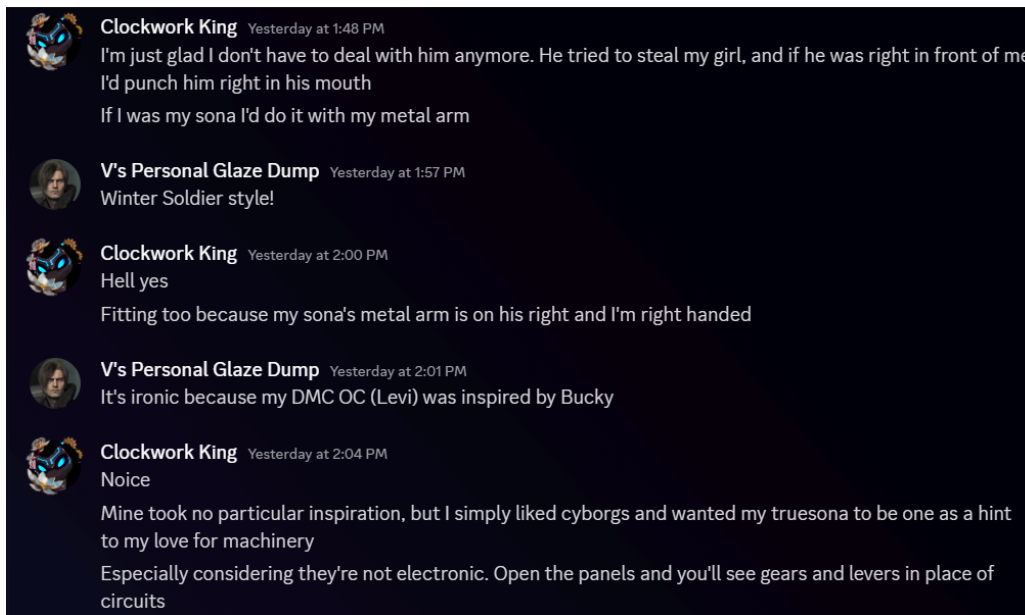 Clockwork King Yesterday at 1:48 PM
I'm just glad I don't have to deal with him anymore. He tried to steal my girl, and if he was right in front of me
I'd punch him right in his mouth
If I was my sona I'd do it with my metal arm
V's Personal Glaze Dump Yesterday at 1:57 PM
Winter Soldier style!
Clockwork King Yesterday at 2:00 PM
Hell yes
Fitting too because my sona's metal arm is on his right and I'm right handed
V's Personal Glaze Dump Yesterday at 2:01 PM
It's ironic because my DMC OC (Levi) was inspired by Bucky
Clockwork King Yesterday at 2:04 PM
Noice
Mine took no particular inspiration, but I simply liked cyborgs and wanted my truesona to be one as a hint
to my love for machinery
Especially considering they're not electronic. Open the panels and you'll see gears and levers in place of
circuits